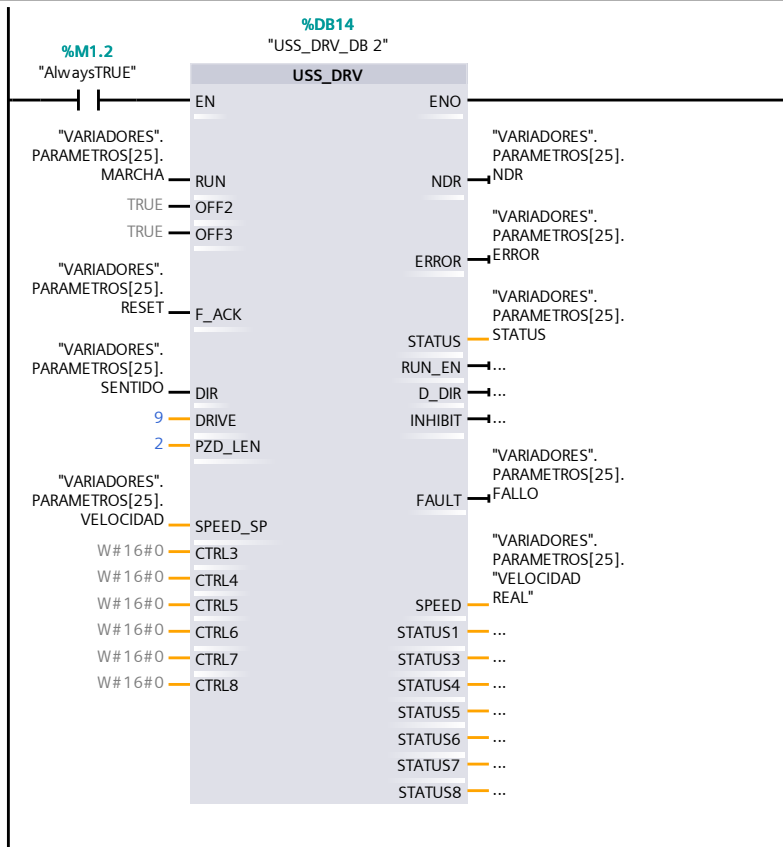 %DB14
"USS_DRV_DB 2"
%M1.2
"AlwaysTRUE"
USS_DRV
EN
ENO
"VARIADORES".
PARAMETROS[25].
MARCHA
RUN
"VARIADORES".
PARAMETROS[25].
NDR
NDR
TRUE
OFF2
TRUE
OFF3
"VARIADORES".
PARAMETROS[25].
ERROR
ERROR
"VARIADORES".
PARAMETROS[25].
RESET
F_ACK
"VARIADORES".
PARAMETROS[25].
STATUS
STATUS
RUN_EN
...
"VARIADORES".
PARAMETROS[25].
SENTIDO
DIR
D_DIR
...
9
DRIVE
INHIBIT
...
2
PZD_LEN
"VARIADORES".
PARAMETROS[25].
FALLO
FAULT
"VARIADORES".
PARAMETROS[25].
VELOCIDAD
SPEED_SP
W#16#0
CTRL3
W#16#0
CTRL4
W#16#0
CTRL5
"VARIADORES".
PARAMETROS[25].
"VELOCIDAD
REAL"
SPEED
W#16#0
CTRL6
STATUS1
...
W#16#0
CTRL7
STATUS3
...
W#16#0
CTRL8
STATUS4
...
STATUS5
...
STATUS6
...
STATUS7
...
STATUS8
...